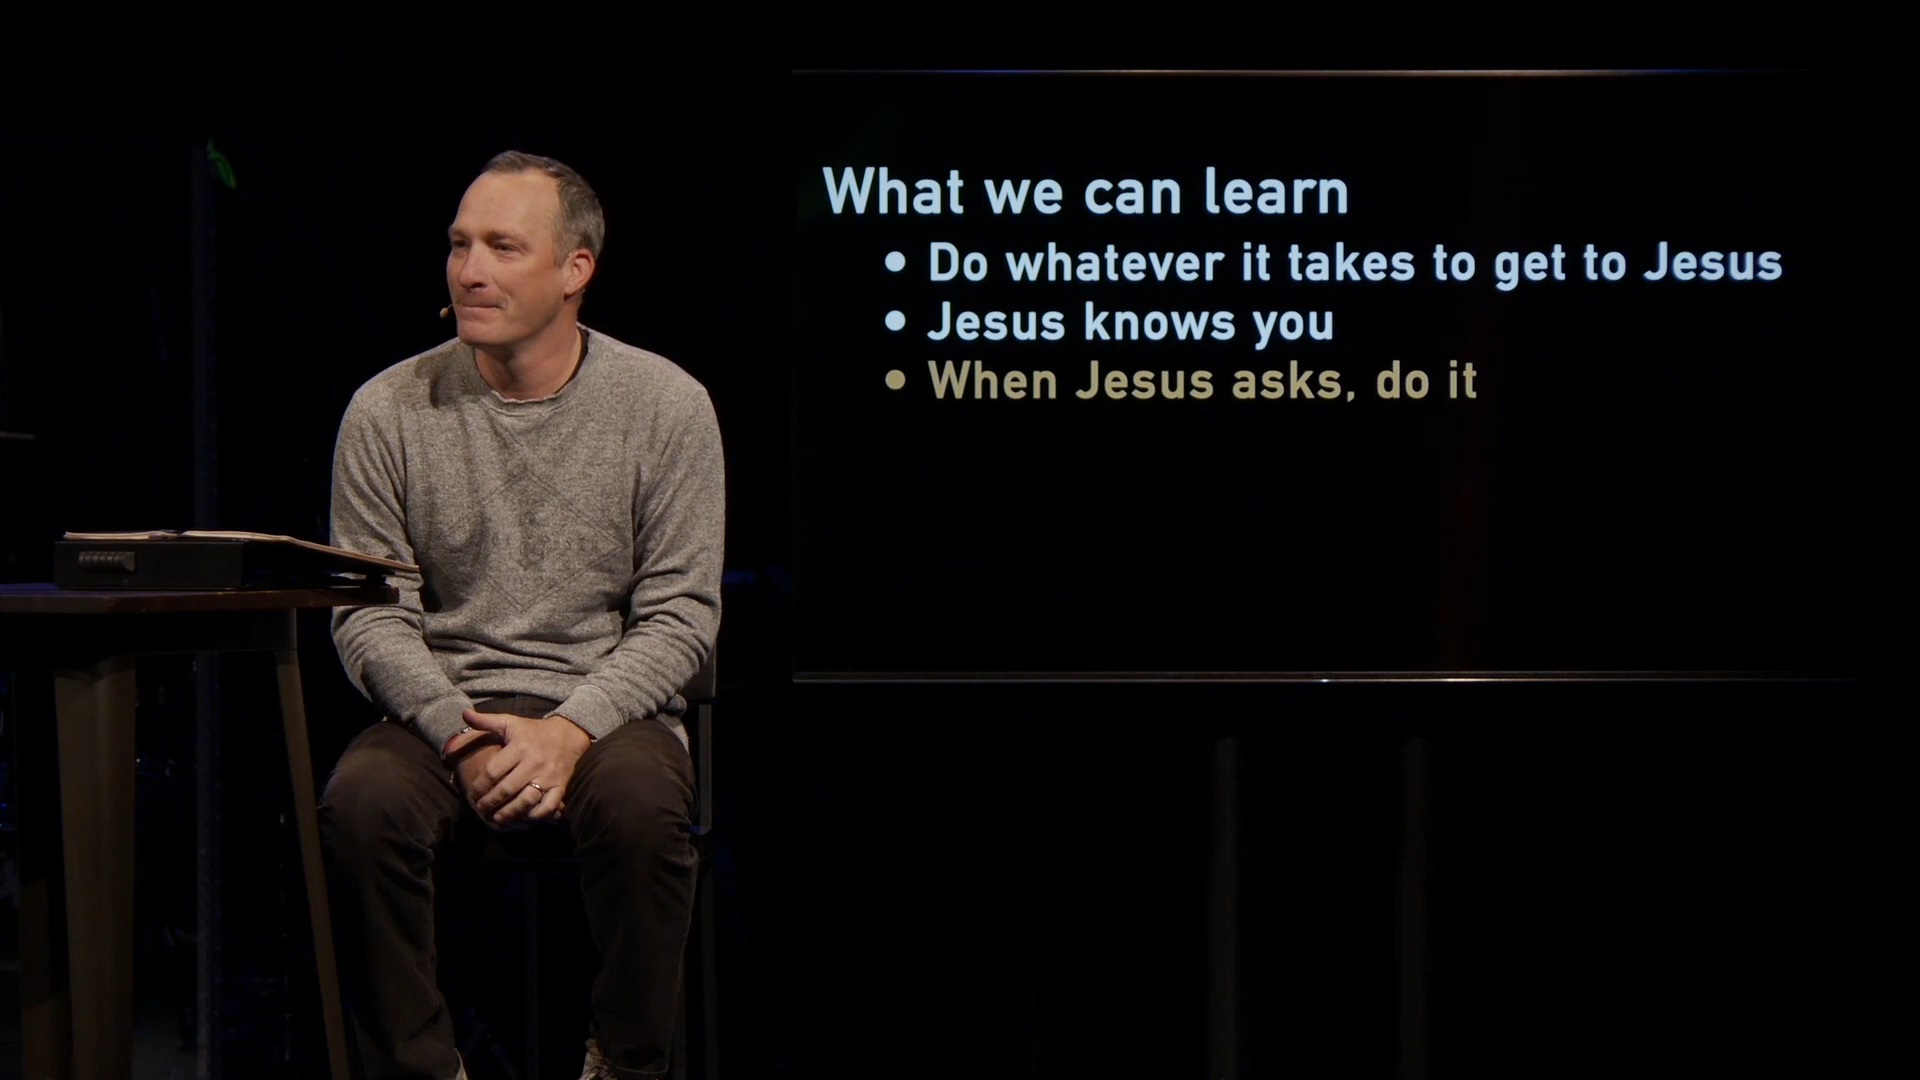 What we can learn
• Do whatever it takes to get to Jesus
• Jesus knows you
• When Jesus asks, do it